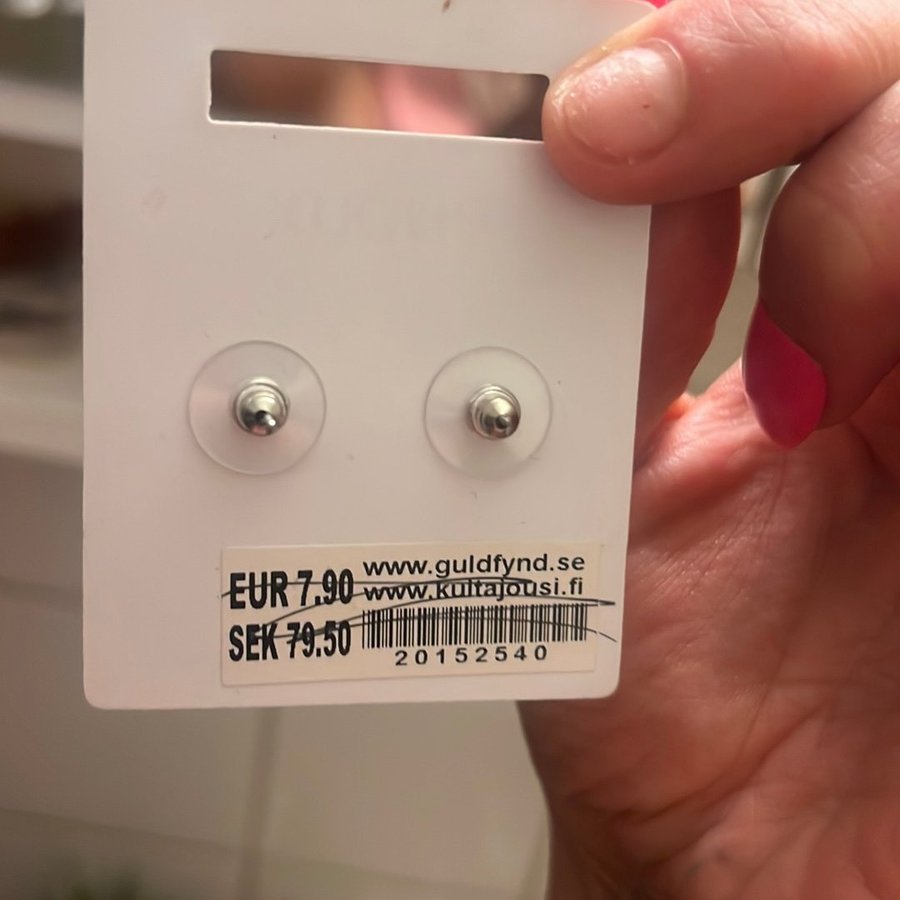 EUR 7.90 www.guldfynd.se
www.kultajousi.fi
SEK 79.50
20152540